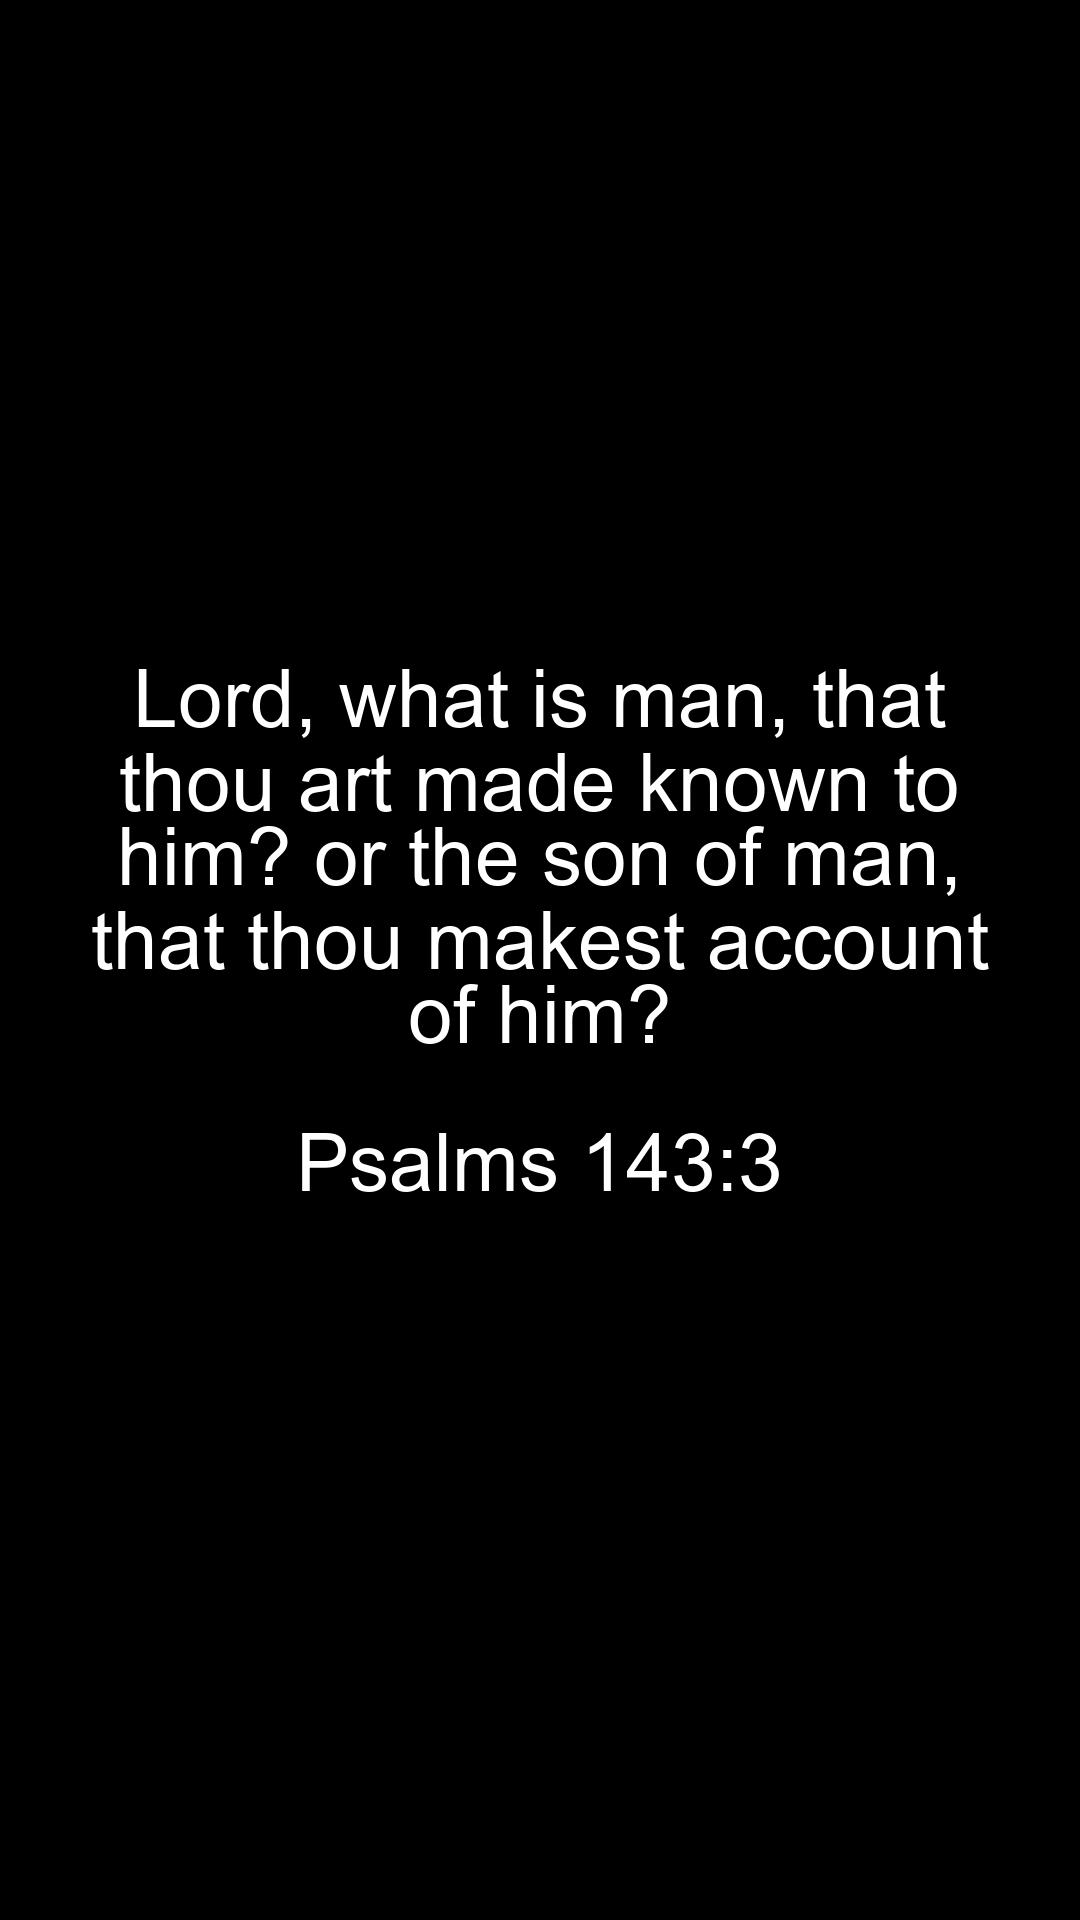 Lord, what is man, that
thou art made known to
him? or the son of man,
that thou makest account
of him?
Psalms 143:3